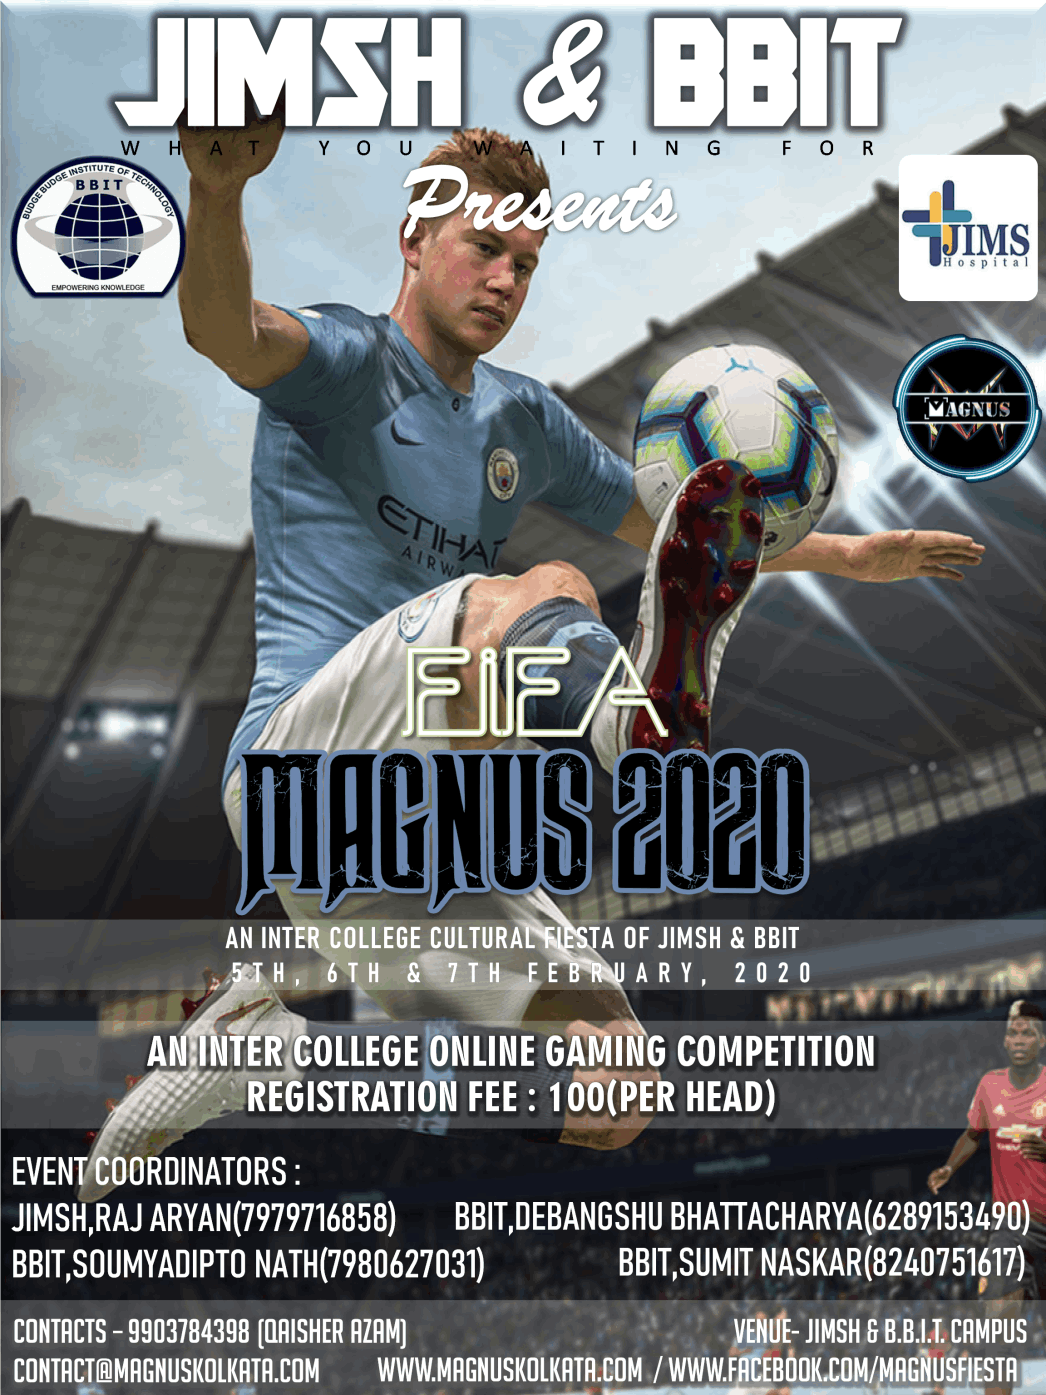 JIMSH & BBIT
WHAT YOU WAITING FOR
Presents
BUDGE BUDGE INSTITUTE OF TECHNOLOGY
BBIT
EMPOWERING KNOWLEDGE
JIMS
Hospital
MAGNUS
ETIHAD
AIRWA
FiFA
MAGNUS 2020
AN INTER COLLEGE CULTURAL FIESTA OF JIMSH & BBIT
5TH, 6TH & 7TH FEBRUARY, 2020
AN INTER COLLEGE ONLINE GAMING COMPETITION
REGISTRATION FEE : 100(PER HEAD)
EVENT COORDINATORS :
JIMSH,RAJ ARYAN(7979716858) BBIT,DEBANGSHU BHATTACHARYA(6289153490)
BBIT,SOUMYADIPTO NATH(7980627031) BBIT,SUMIT NASKAR(8240751617)
CONTACTS - 9903784398 (QAISHER AZAM) VENUE- JIMSH & B.B.I.T. CAMPUS
CONTACT@MAGNUSKOLKATA.COM WWW.MAGNUSKOLKATA.COM / WWW.FACEBOOK.COM/MAGNUSFIESTA